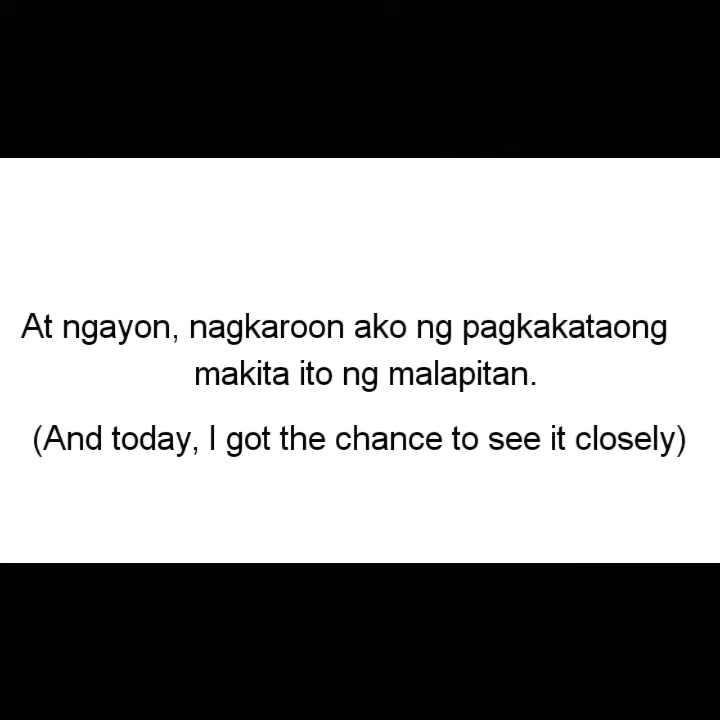 At ngayon, nagkaroon ako ng pagkakataong
makita ito ng malapitan.
(And today, I got the chance to see it closely)